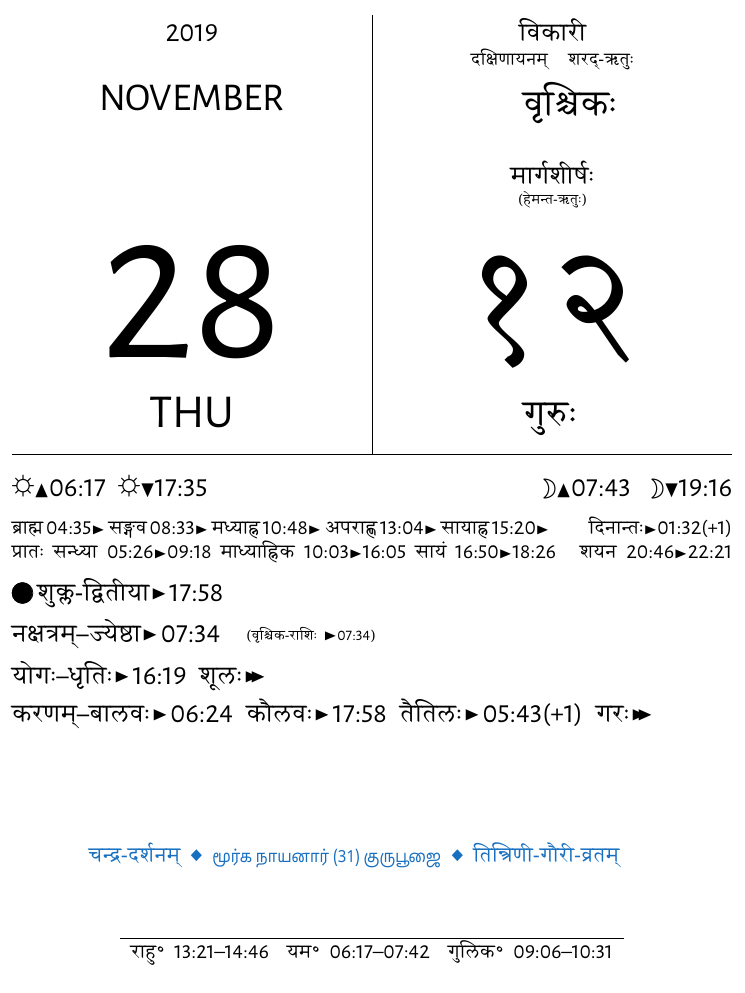 2019
NOVEMBER
28
THU
विकारी
दक्षिणायनम् शरद्-ऋतुः
वृश्चिकः
मार्गशीर्षः
(हेमन्त-ऋतुः)
१२
गुरुः
☼▲06:17 ☼▼17:35 ☽▲07:43 ☽▼19:16
ब्राह्म 04:35► सङ्गव 08:33► मध्याह्न 10:48► अपराह्ण 13:04► सायाह्न 15:20► दिनान्तः►01:32(+1)
प्रातः सन्ध्या 05:26►09:18 माध्याह्निक 10:03►16:05 सायं 16:50►18:26 शयन 20:46►22:21
●शुक्ल-द्वितीया►17:58
नक्षत्रम्–ज्येष्ठा► 07:34 (वृश्चिक-राशिः ►07:34)
योगः–धृतिः►16:19 शूलः►►
करणम्–बालवः► 06:24 कौलवः►17:58 तैतिलः► 05:43(+1) गरः►►
चन्द्र-दर्शनम् ◆ மூர்க நாயனார் (31) குருபூஜை ◆ तिन्त्रिणी-गौरी-व्रतम्
राहु° 13:21–14:46 यम° 06:17–07:42 गुलिक° 09:06–10:31